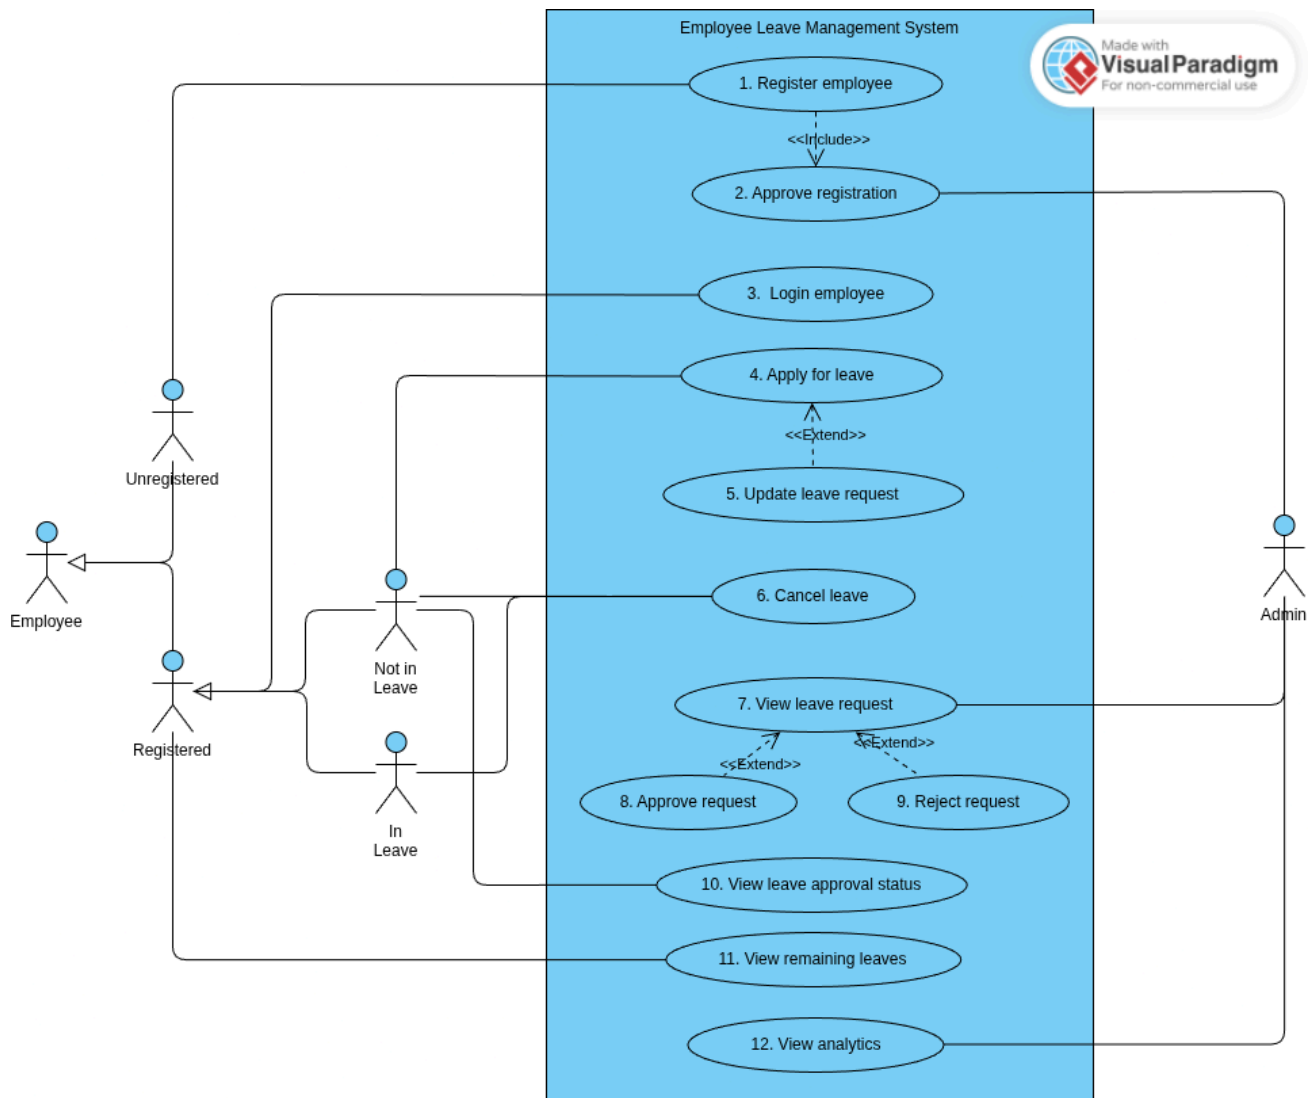 Employee Leave Management System
Made with
Visual Paradigm
For non-commercial use
1. Register employee
<<Include>>
2. Approve registration
3. Login employee
4. Apply for leave
<<Extend>>
Unregistered
5. Update leave request
Employee
6. Cancel leave
Admin
Not in
Leave
7. View leave request
Registered
<<Extend>>
<<Extend>>
8. Approve request
9. Reject request
In
Leave
10. View leave approval status
11. View remaining leaves
12. View analytics